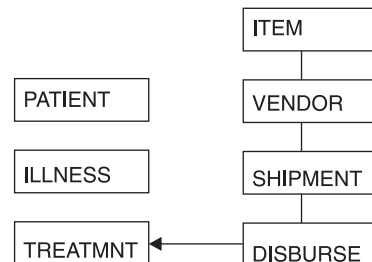 ITEM
PATIENT
VENDOR
ILLNESS
SHIPMENT
TREATMNT
DISBURSE